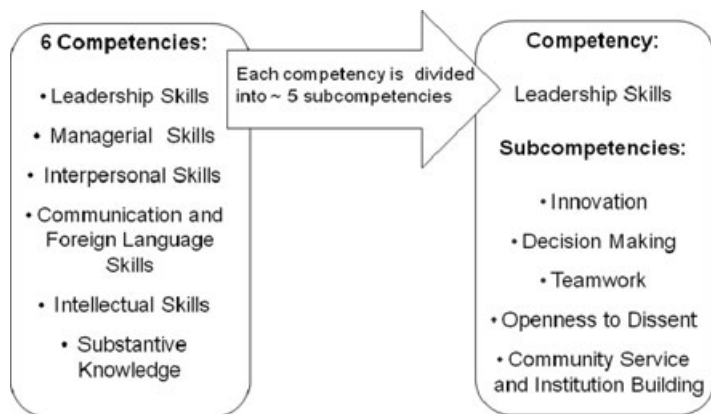 6 Competencies:
•Leadership Skills
• Managerial Skills
• Interpersonal Skills
•Communication and
Foreign Language
Skills
•Intellectual Skills
• Substantive
Knowledge
Each competency is divided
into ~ 5 subcompetencies
Competency:
Leadership Skills
Subcompetencies:
•Innovation
•Decision Making
•Teamwork
•Openness to Dissent
•Community Service
and Institution Building